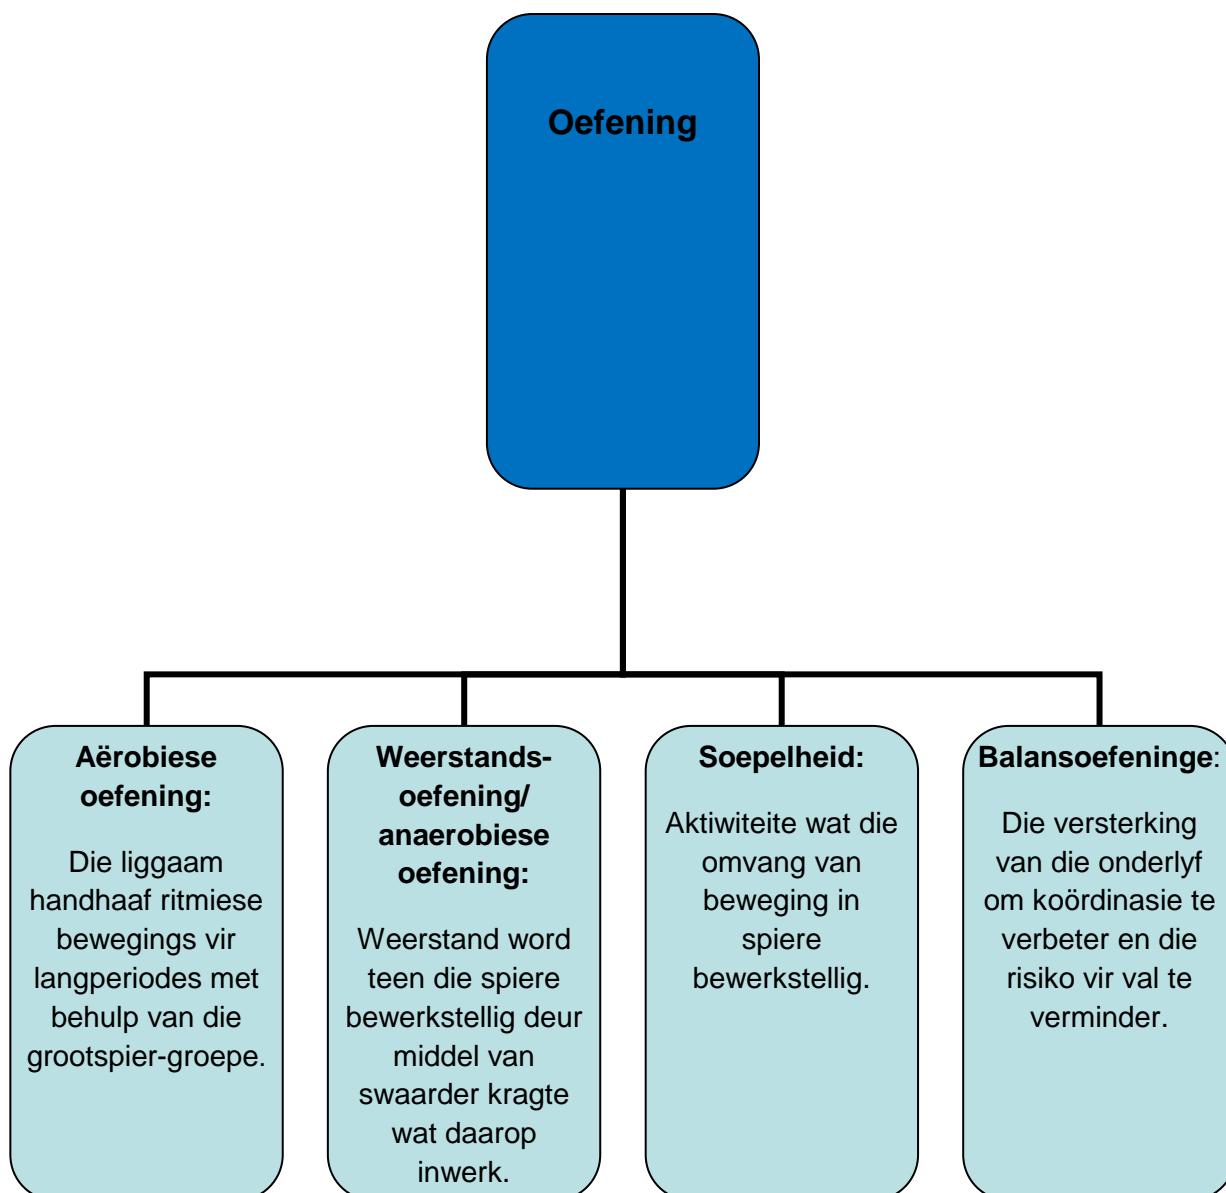 Oefening
Aërobiese
oefening:
Die liggaam
handhaaf ritmiese
bewegings vir
langperiodes met
behulp van die
grootspier-groepe.
Weerstands-
oefening/
anaerobiese
oefening:
Weerstand word
teen die spiere
bewerkstellig deur
middel van
swaarder kragte
wat daarop
inwerk.
Soepelheid:
Aktiwiteite wat die
omvang van
beweging in
spiere
bewerkstellig.
Balansoefeninge:
Die versterking
van die onderlyf
om koördinasie te
verbeter en die
risiko vir val te
verminder.